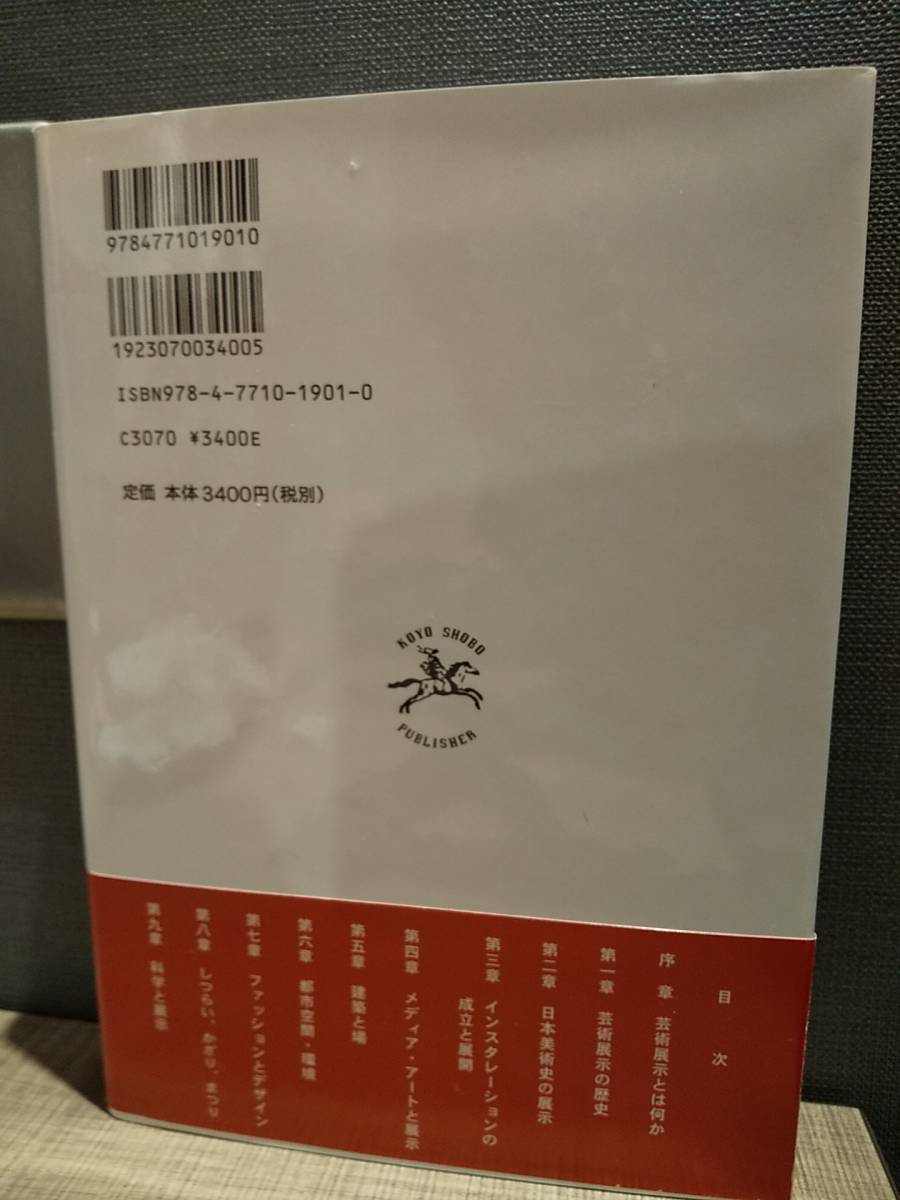 9784771019010
1923070034005
ISBN978-4-7710-1901-0
C3070 ¥3400E
定価 本体3400円(税別)
KOYO SHOBO
PUBLISHER
目次
序章 芸術展示とは何か
第一章 芸術展示の歴史
第二章 日本美術史の展示
第三章 インスタレーションの
成立と展開
第四章 メディア・アートと展示
第五章 建築と場
第六章 都市空間・環境
第七章 ファッションとデザイン
第八章 しつらい、かざり、まつり
第九章 科学と展示